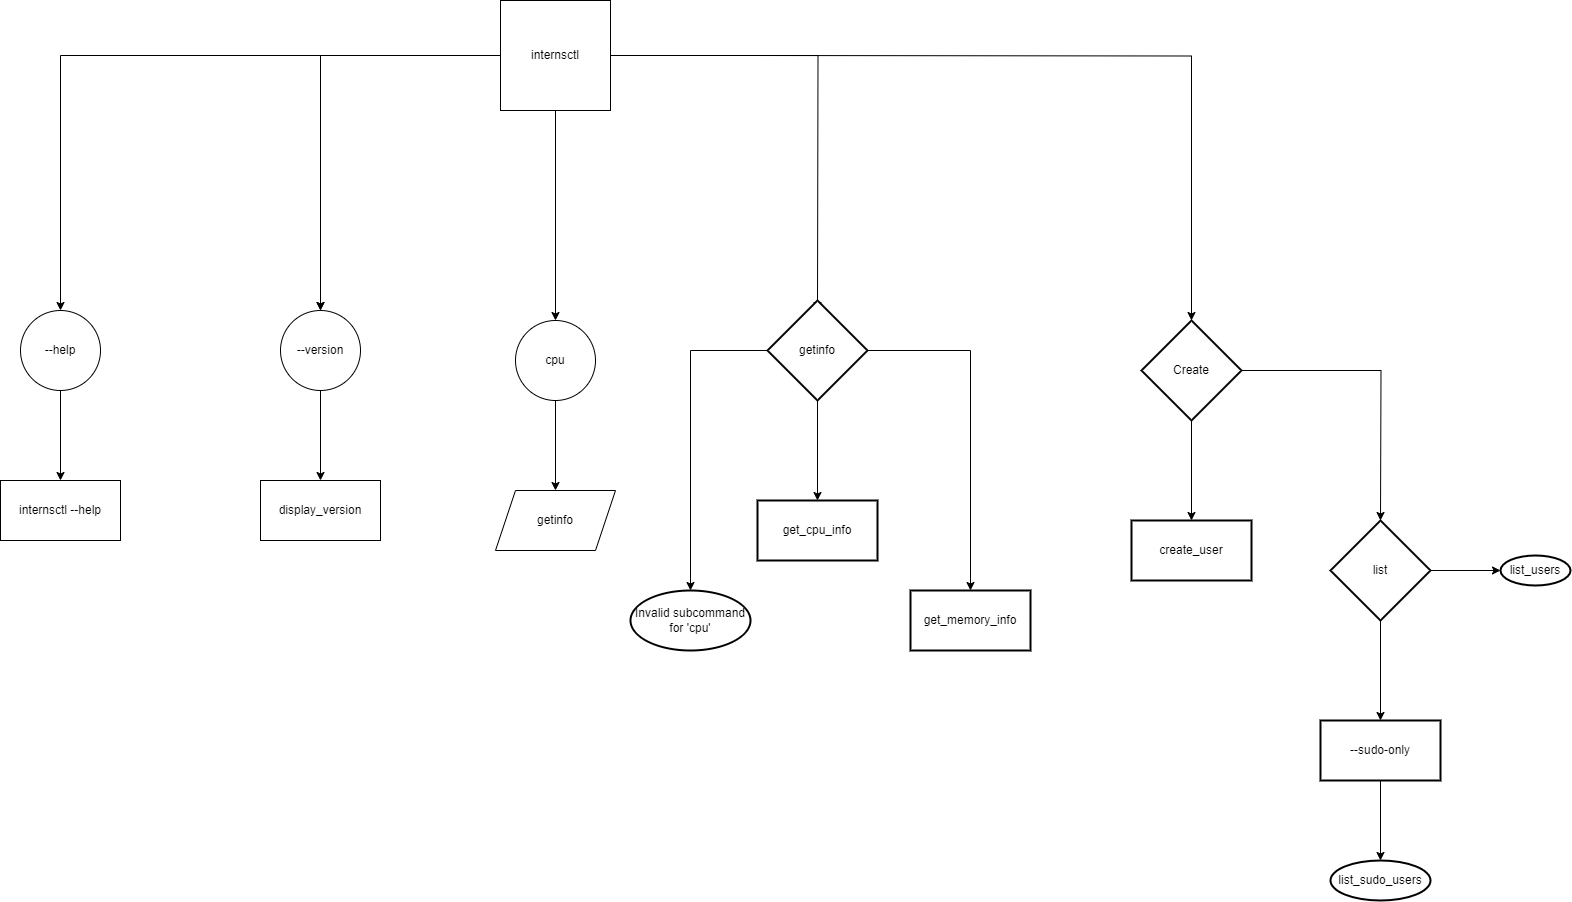 internsctl
--help
--version
cpu
getinfo
Create
internsctl --help
display_version
getinfo
get_cpu_info
create_user
list
list_users
Invalid subcommand
for 'cpu'
get_memory_info
--sudo-only
list_sudo_users